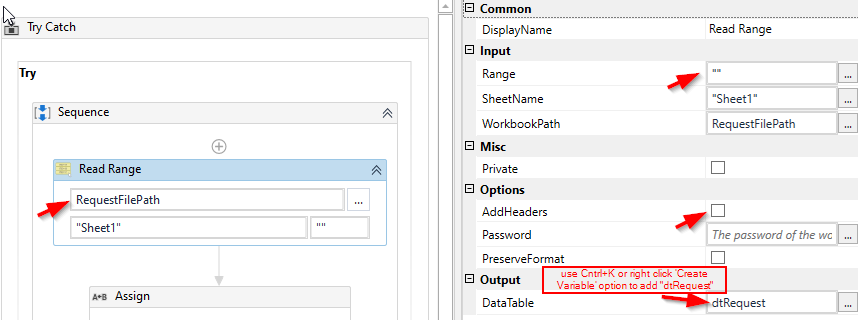 Try Catch
Try
Sequence
Read Range
RequestFilePath
...
"Sheet1"
""
A+B Assign
Common
DisplayName Read Range
Input
Range "" ...
SheetName "Sheet1" ...
WorkbookPath RequestFilePath ...
Misc
Private
Options
AddHeaders
Password The password of the wo ...
PreserveFormat
use Cntrl+K or right click 'Create
Variable' option to add "dtRequest"
Output
DataTable dtRequest ...